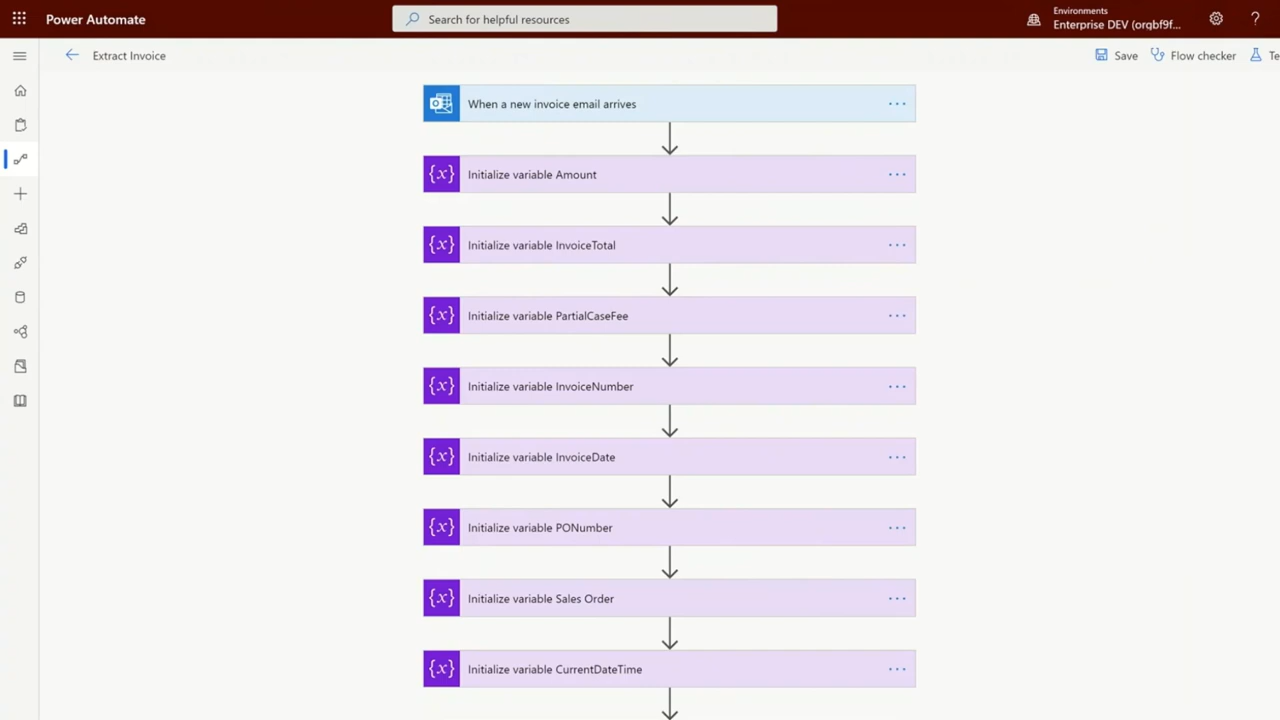 Power Automate
Search for helpful resources
Environments
Enterprise DEV (orgbf9f...
?
Extract Invoice
Save
Flow checker
Te
When a new invoice email arrives
...
{x} Initialize variable Amount
...
{x} Initialize variable InvoiceTotal
...
{x} Initialize variable PartialCaseFee
...
{x} Initialize variable InvoiceNumber
...
{x} Initialize variable InvoiceDate
...
{x} Initialize variable PONumber
...
{x} Initialize variable Sales Order
...
{x} Initialize variable CurrentDateTime
...